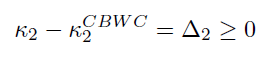 κ₂ − κ₂^{CBWC} = Δ₂ ≥ 0